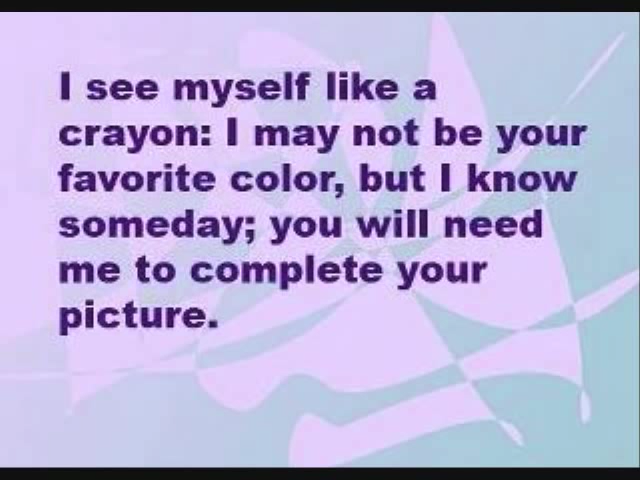 I see myself like a
crayon: I may not be your
favorite color, but I know
someday; you will need
me to complete your
picture.